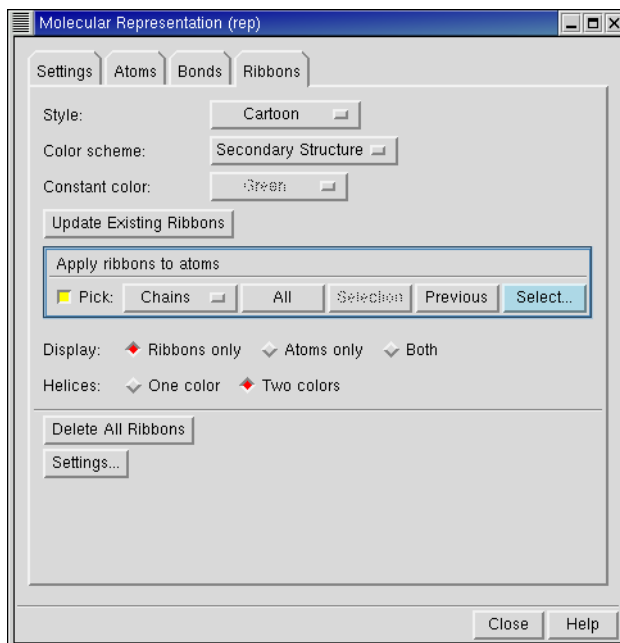 Molecular Representation (rep)
Settings Atoms Bonds Ribbons
Style: Cartoon
Color scheme: Secondary Structure
Constant color: Green
Update Existing Ribbons
Apply ribbons to atoms
Pick: Chains All Selection Previous Select...
Display: Ribbons only Atoms only Both
Helices: One color Two colors
Delete All Ribbons
Settings...
Close Help